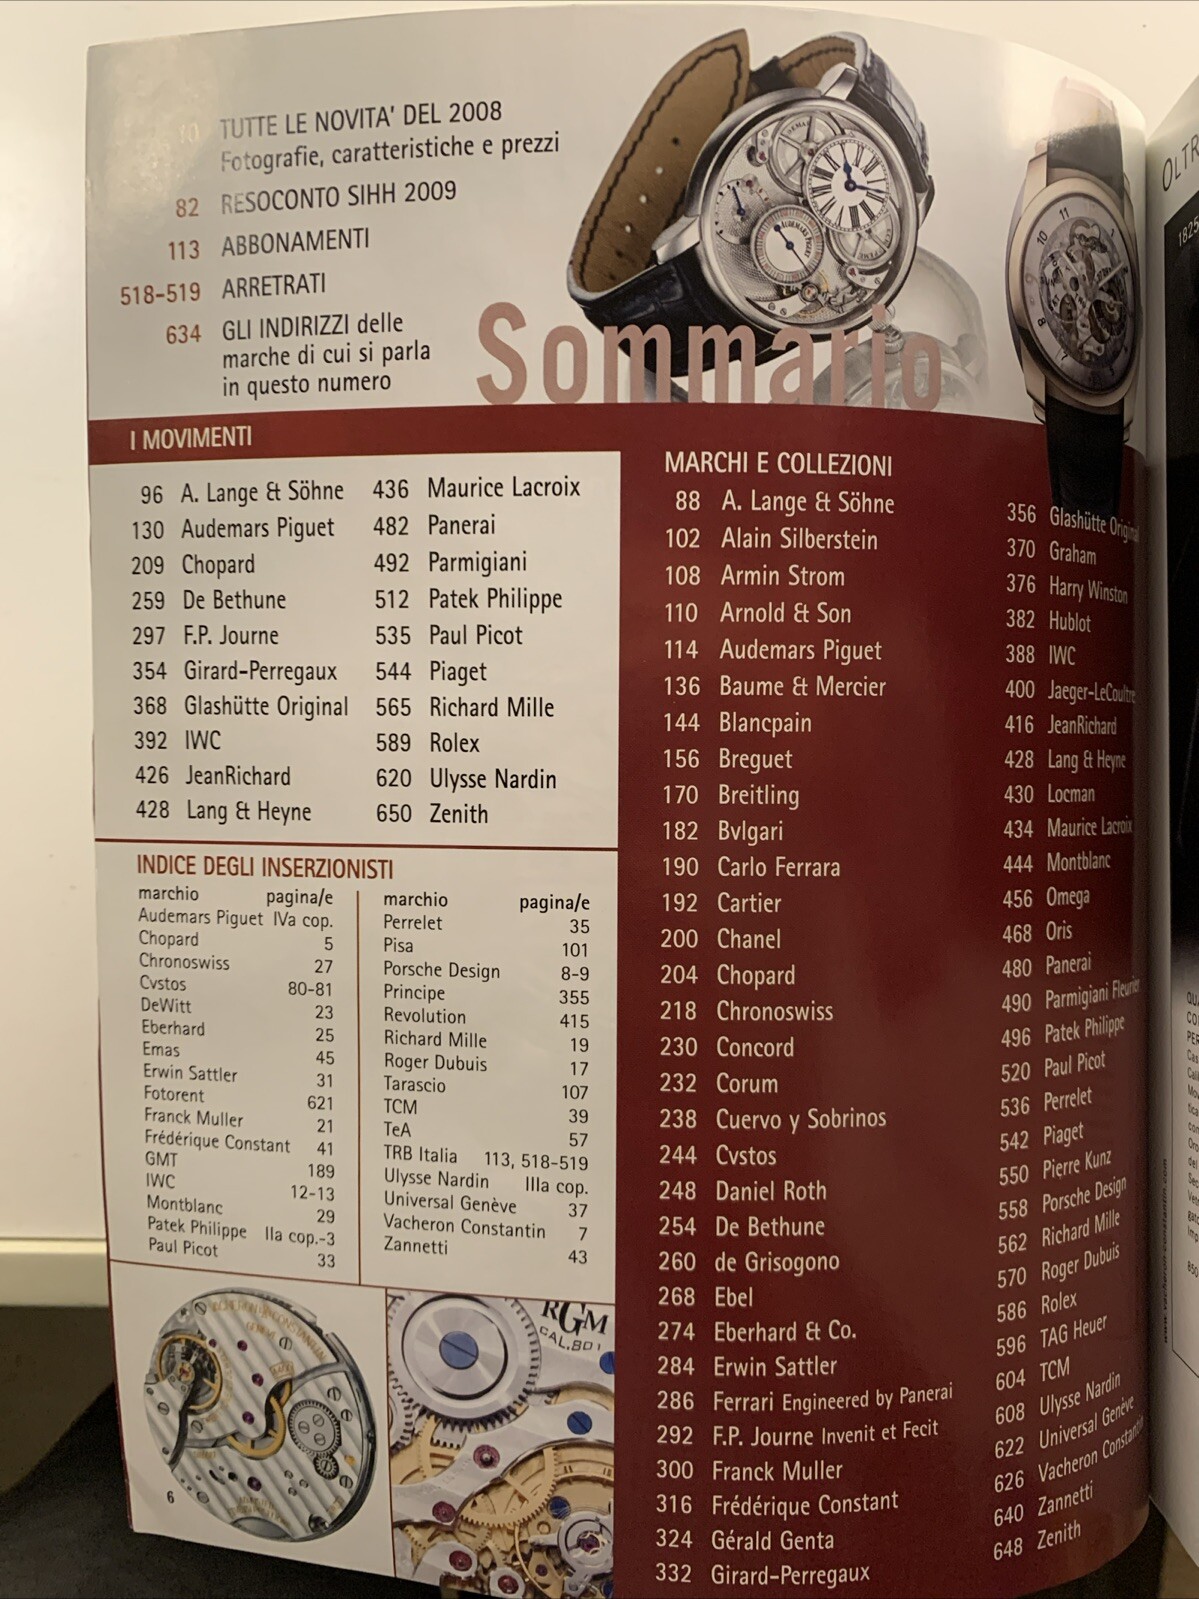 TUTTE LE NOVITA' DEL 2008
Fotografie, caratteristiche e prezzi
82 RESOCONTO SIHH 2009
113 ABBONAMENTI
518-519 ARRETRATI
634 GLI INDIRIZZI delle
marche di cui si parla
in questo numero
Sommario
I MOVIMENTI
96 A. Lange & Söhne
130 Audemars Piguet
209 Chopard
259 De Bethune
297 F.P. Journe
354 Girard-Perregaux
368 Glashütte Original
392 IWC
426 JeanRichard
428 Lang & Heyne
436 Maurice Lacroix
482 Panerai
492 Parmigiani
512 Patek Philippe
535 Paul Picot
544 Piaget
565 Richard Mille
589 Rolex
620 Ulysse Nardin
650 Zenith
INDICE DEGLI INSERZIONISTI
marchio pagina/e
Audemars Piguet IVa cop.
Chopard 5
Chronoswiss 27
Cvstos 80-81
DeWitt 23
Eberhard 25
Emas 45
Erwin Sattler 31
Fotorent 621
Franck Muller 21
Frédérique Constant 41
GMT 189
IWC 12-13
Montblanc 29
Patek Philippe IIa cop.-3
Paul Picot 33
marchio pagina/e
Perrelet 35
Pisa 101
Porsche Design 8-9
Principe 355
Revolution 415
Richard Mille 19
Roger Dubuis 17
Tarascio 107
TCM 39
TeA 57
TRB Italia 113, 518-519
Ulysse Nardin IIIa cop.
Universal Genève 37
Vacheron Constantin 7
Zannetti 43
RGM
CAL.801
6
MARCHI E COLLEZIONI
88 A. Lange & Söhne
102 Alain Silberstein
108 Armin Strom
110 Arnold & Son
114 Audemars Piguet
136 Baume & Mercier
144 Blancpain
156 Breguet
170 Breitling
182 Bvlgari
190 Carlo Ferrara
192 Cartier
200 Chanel
204 Chopard
218 Chronoswiss
230 Concord
232 Corum
238 Cuervo y Sobrinos
244 Cvstos
248 Daniel Roth
254 De Bethune
260 de Grisogono
268 Ebel
274 Eberhard & Co.
284 Erwin Sattler
286 Ferrari Engineered by Panerai
292 F.P. Journe Invenit et Fecit
300 Franck Muller
316 Frédérique Constant
324 Gérald Genta
332 Girard-Perregaux
356 Glashütte Original
370 Graham
376 Harry Winston
382 Hublot
388 IWC
400 Jaeger-LeCoultre
416 JeanRichard
428 Lang & Heyne
430 Locman
434 Maurice Lacroix
444 Montblanc
456 Omega
468 Oris
480 Panerai
490 Parmigiani Fleurier
496 Patek Philippe
520 Paul Picot
536 Perrelet
542 Piaget
550 Pierre Kunz
558 Porsche Design
562 Richard Mille
570 Roger Dubuis
586 Rolex
596 TAG Heuer
604 TCM
608 Ulysse Nardin
622 Universal Genève
626 Vacheron Constantin
640 Zannetti
648 Zenith
OLTR
1825